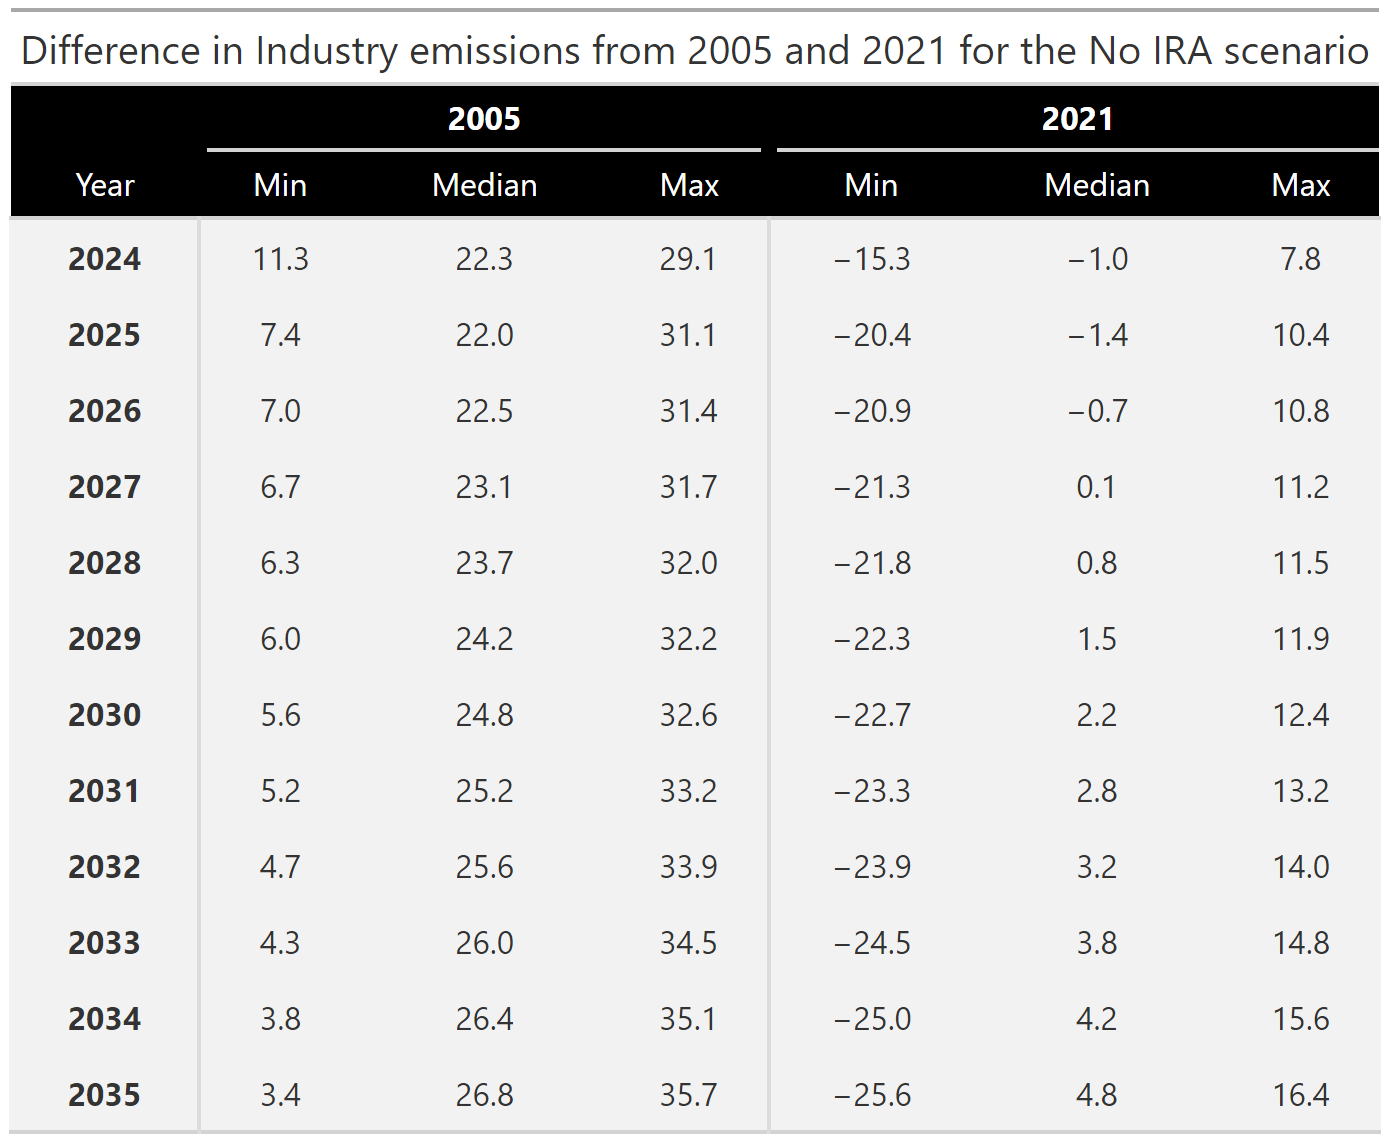 Difference in Industry emissions from 2005 and 2021 for the No IRA scenario
2005 2021
Year Min Median Max Min Median Max
2024 11.3 22.3 29.1 −15.3 −1.0 7.8
2025 7.4 22.0 31.1 −20.4 −1.4 10.4
2026 7.0 22.5 31.4 −20.9 −0.7 10.8
2027 6.7 23.1 31.7 −21.3 0.1 11.2
2028 6.3 23.7 32.0 −21.8 0.8 11.5
2029 6.0 24.2 32.2 −22.3 1.5 11.9
2030 5.6 24.8 32.6 −22.7 2.2 12.4
2031 5.2 25.2 33.2 −23.3 2.8 13.2
2032 4.7 25.6 33.9 −23.9 3.2 14.0
2033 4.3 26.0 34.5 −24.5 3.8 14.8
2034 3.8 26.4 35.1 −25.0 4.2 15.6
2035 3.4 26.8 35.7 −25.6 4.8 16.4